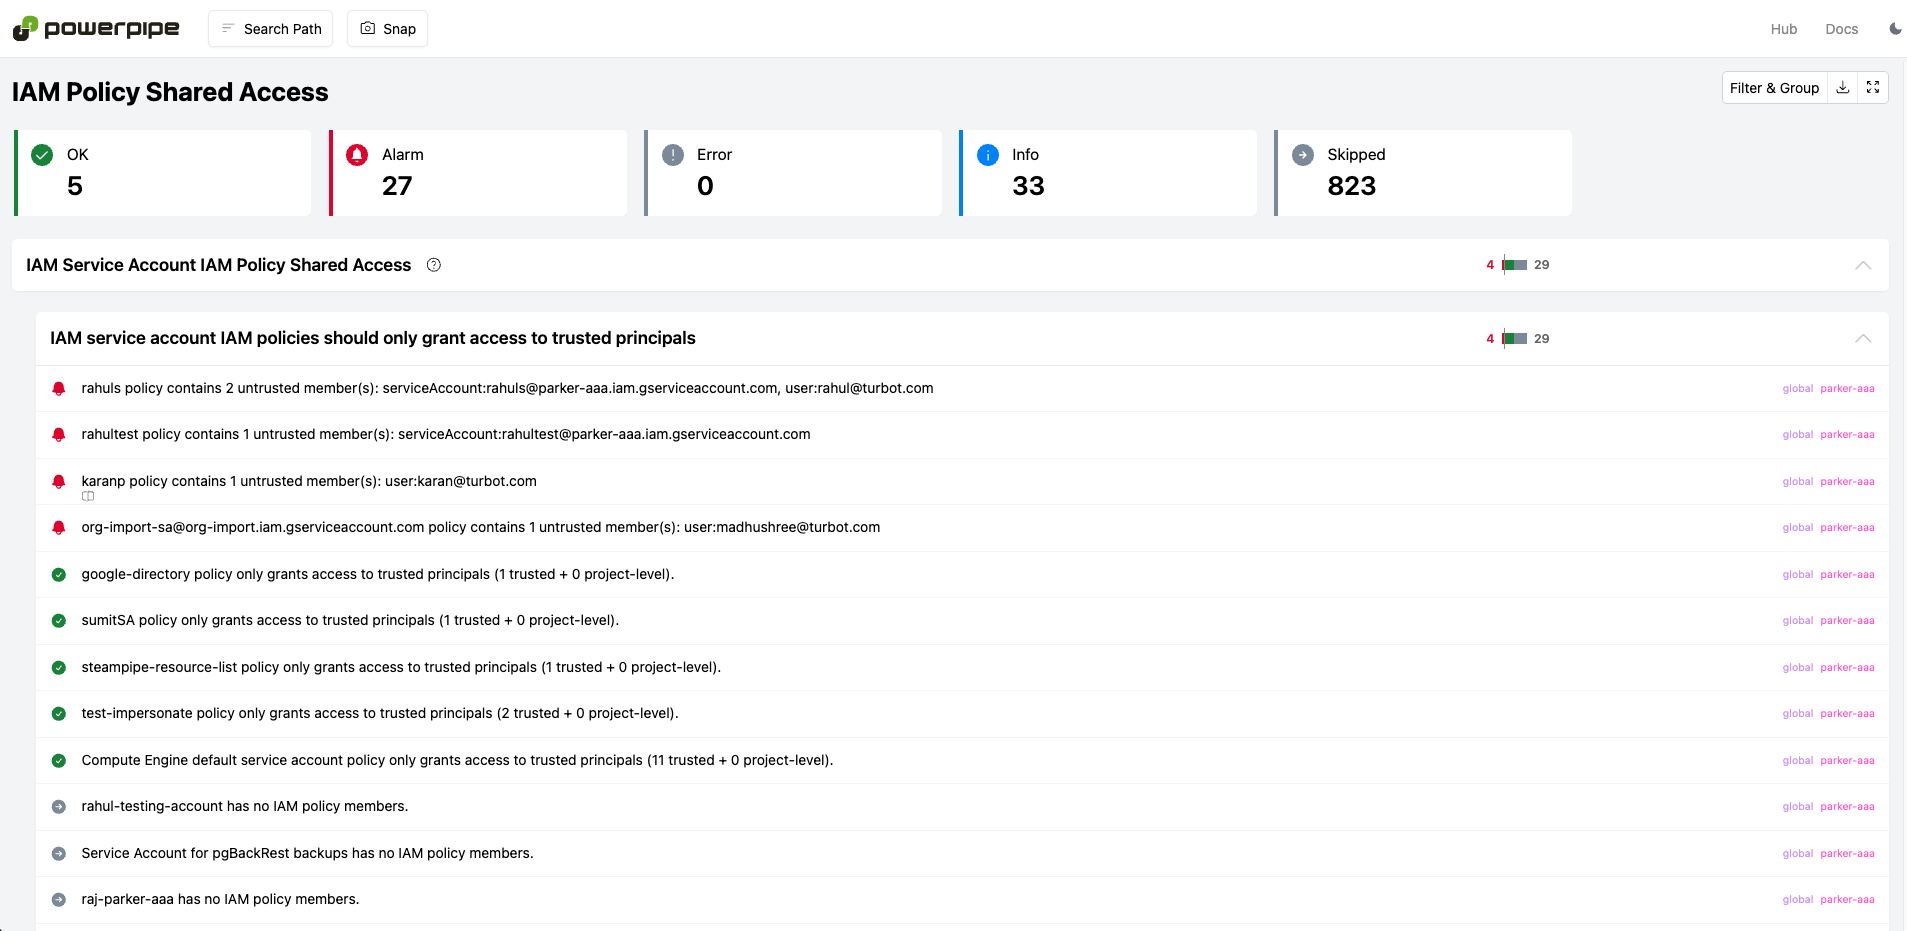 powerpipe Search Path Snap Hub Docs
IAM Policy Shared Access Filter & Group
OK Alarm Error Info Skipped
5 27 0 33 823
IAM Service Account IAM Policy Shared Access 4 29
IAM service account IAM policies should only grant access to trusted principals 4 29
rahuls policy contains 2 untrusted member(s): serviceAccount:rahuls@parker-aaa.iam.gserviceaccount.com, user:rahul@turbot.com global parker-aaa
rahultest policy contains 1 untrusted member(s): serviceAccount:rahultest@parker-aaa.iam.gserviceaccount.com global parker-aaa
karanp policy contains 1 untrusted member(s): user:karan@turbot.com global parker-aaa
org-import-sa@org-import.iam.gserviceaccount.com policy contains 1 untrusted member(s): user:madhushree@turbot.com global parker-aaa
google-directory policy only grants access to trusted principals (1 trusted + 0 project-level). global parker-aaa
sumitSA policy only grants access to trusted principals (1 trusted + 0 project-level). global parker-aaa
steampipe-resource-list policy only grants access to trusted principals (1 trusted + 0 project-level). global parker-aaa
test-impersonate policy only grants access to trusted principals (2 trusted + 0 project-level). global parker-aaa
Compute Engine default service account policy only grants access to trusted principals (11 trusted + 0 project-level). global parker-aaa
rahul-testing-account has no IAM policy members. global parker-aaa
Service Account for pgBackRest backups has no IAM policy members. global parker-aaa
raj-parker-aaa has no IAM policy members. global parker-aaa